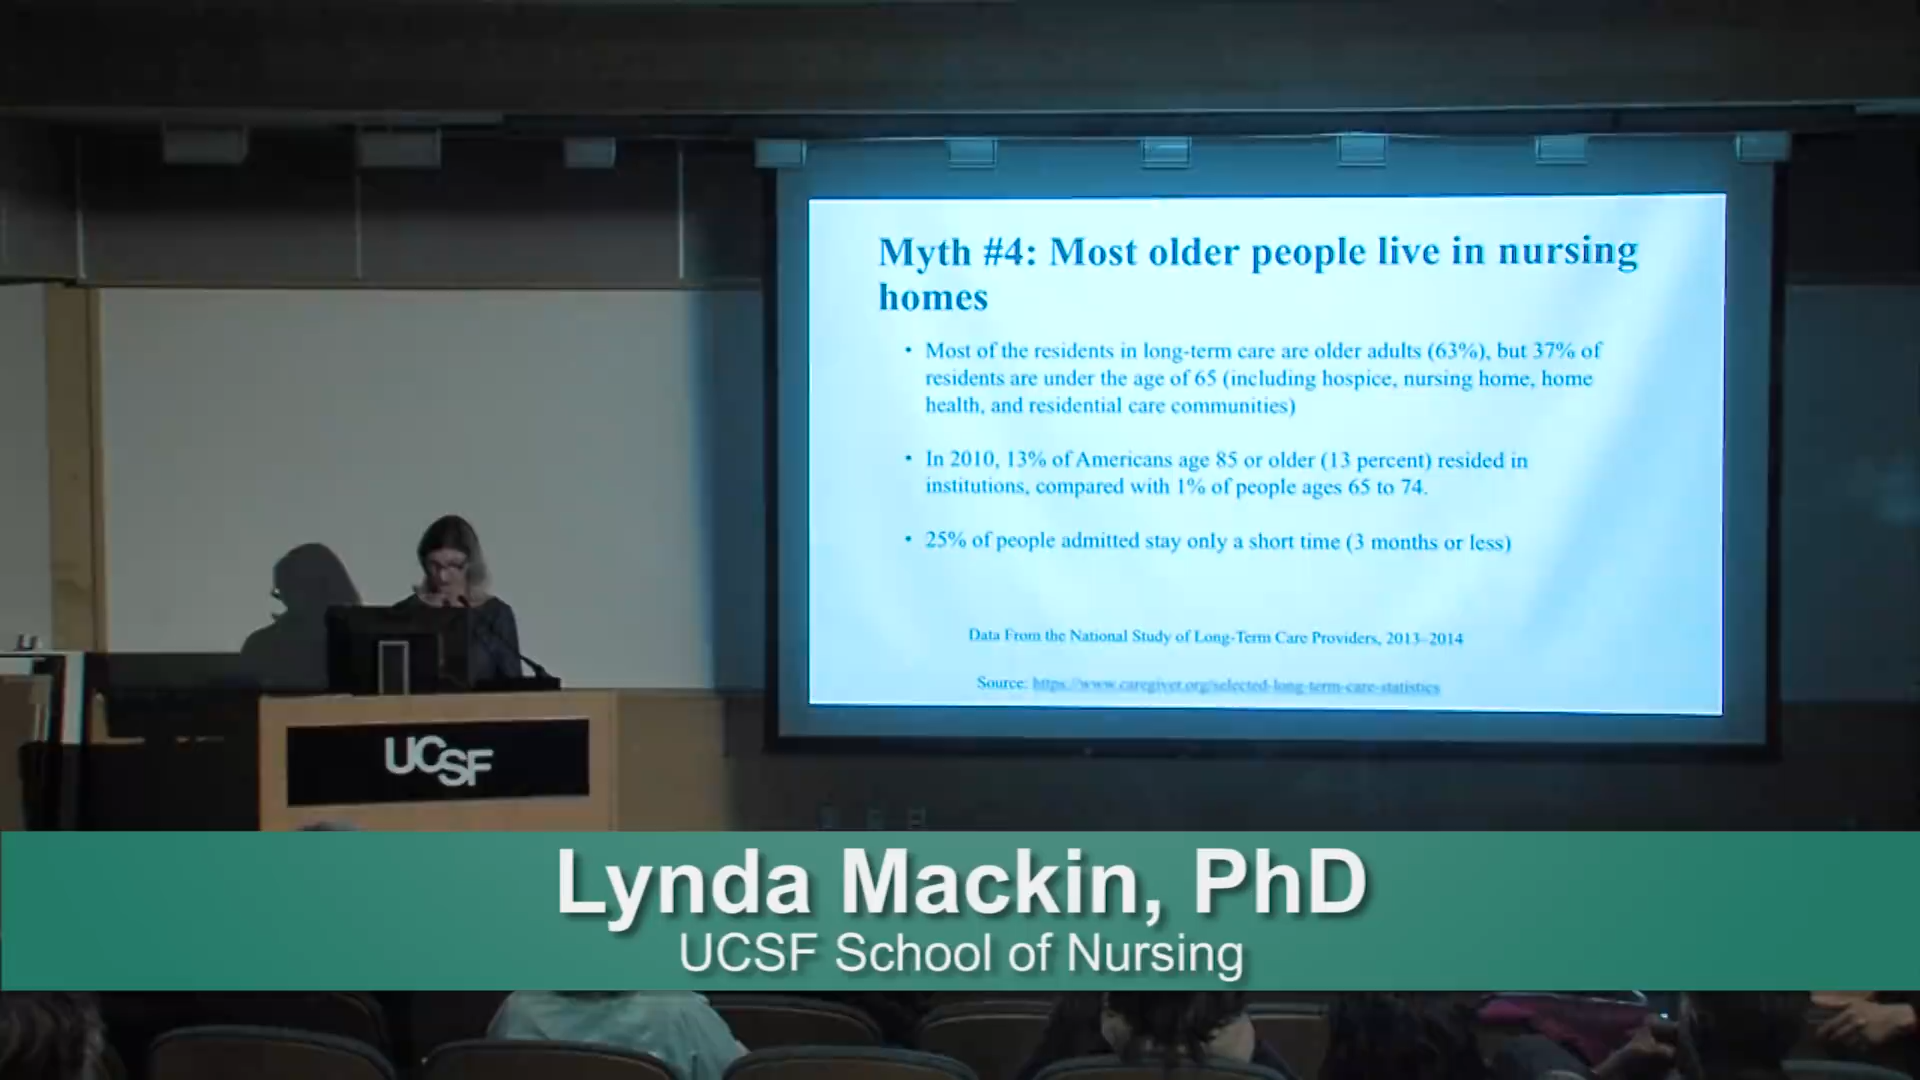 Myth #4: Most older people live in nursing
homes
• Most of the residents in long-term care are older adults (63%), but 37% of
residents are under the age of 65 (including hospice, nursing home, home
health, and residential care communities)
• In 2010, 13% of Americans age 85 or older (13 percent) resided in
institutions, compared with 1% of people ages 65 to 74.
• 25% of people admitted stay only a short time (3 months or less)
Data From the National Study of Long-Term Care Providers, 2013-2014
Source: https://www.caregiver.org/selected-long-term-care-statistics
UCSF
Lynda Mackin, PhD
UCSF School of Nursing